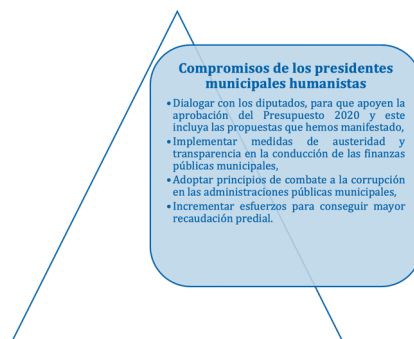 Compromisos de los presidentes
municipales humanistas
•Dialogar con los diputados, para que apoyen la
aprobación del Presupuesto 2020 y este
incluya las propuestas que hemos manifestado,
•Implementar medidas de austeridad y
transparencia en la conducción de las finanzas
públicas municipales,
•Adoptar principios de combate a la corrupción
en las administraciones públicas municipales,
•Incrementar esfuerzos para conseguir mayor
recaudación predial.